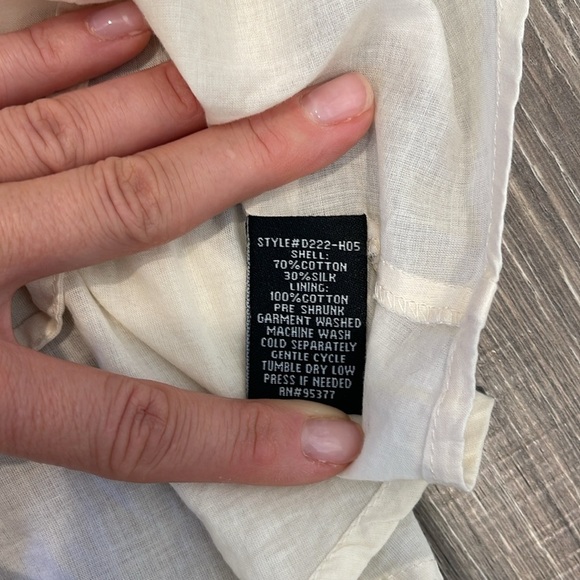 STYLE#D222-H05
SHELL:
70%COTTON
30%SILK
LINING:
100%COTTON
PRE SHRUNK
GARMENT WASHED
MACHINE WASH
COLD SEPARATELY
GENTLE CYCLE
TUMBLE DRY LOW
PRESS IF NEEDED
RN#95377